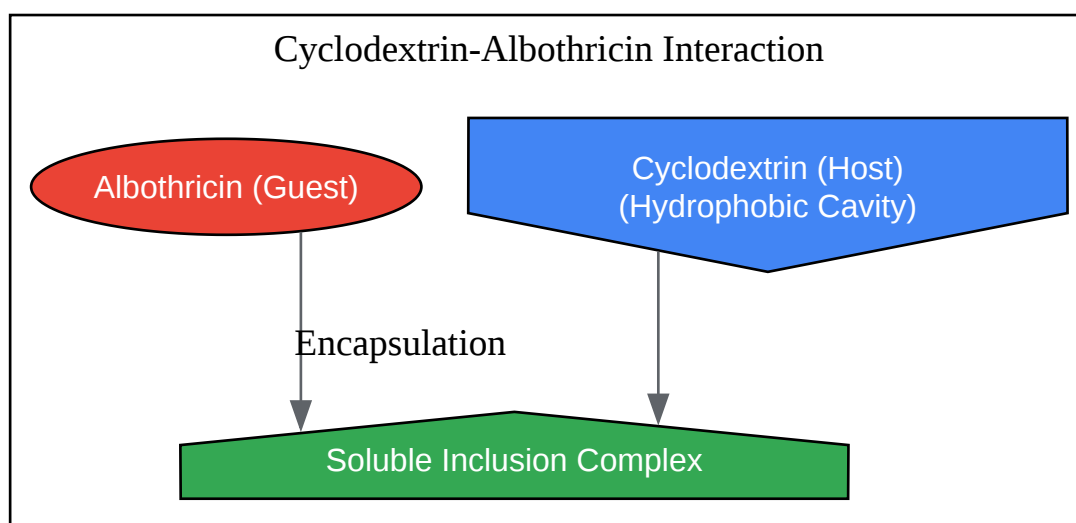 Cyclodextrin-Albothricin Interaction
Albothricin (Guest)
Cyclodextrin (Host)
(Hydrophobic Cavity)
Encapsulation
Soluble Inclusion Complex